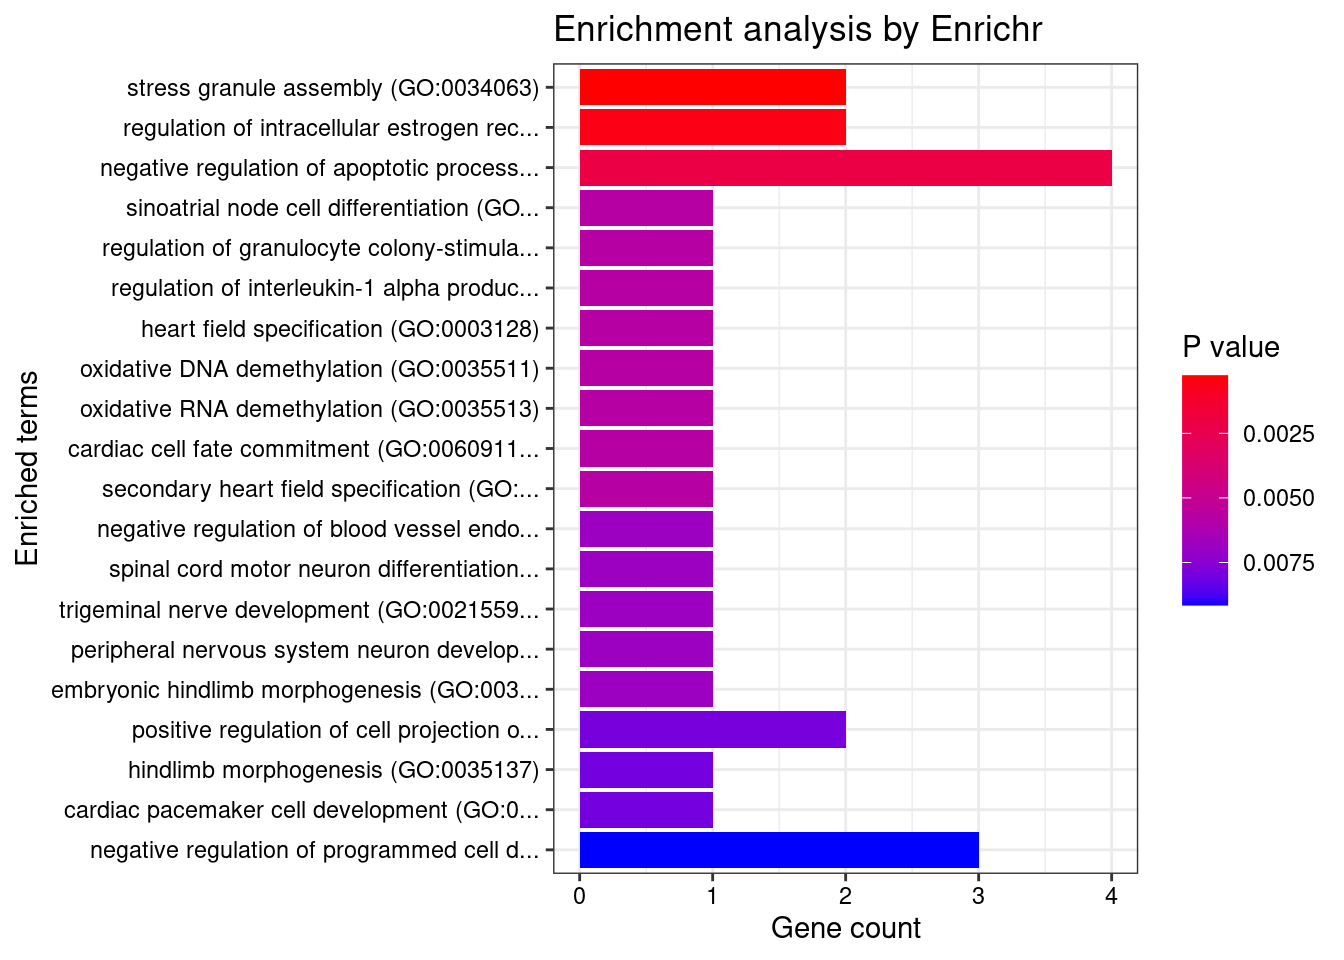 Enrichment analysis by Enrichr
stress granule assembly (GO:0034063)
regulation of intracellular estrogen rec...
negative regulation of apoptotic process...
sinoatrial node cell differentiation (GO...
regulation of granulocyte colony-stimula...
regulation of interleukin-1 alpha produc...
heart field specification (GO:0003128)
oxidative DNA demethylation (GO:0035511)
oxidative RNA demethylation (GO:0035513)
cardiac cell fate commitment (GO:0060911...
secondary heart field specification (GO:...
negative regulation of blood vessel endo...
spinal cord motor neuron differentiation...
trigeminal nerve development (GO:0021559...
peripheral nervous system neuron develop...
embryonic hindlimb morphogenesis (GO:003...
positive regulation of cell projection o...
hindlimb morphogenesis (GO:0035137)
cardiac pacemaker cell development (GO:0...
negative regulation of programmed cell d...
Enriched terms
0 1 2 3 4
Gene count
P value
0.0025
0.0050
0.0075